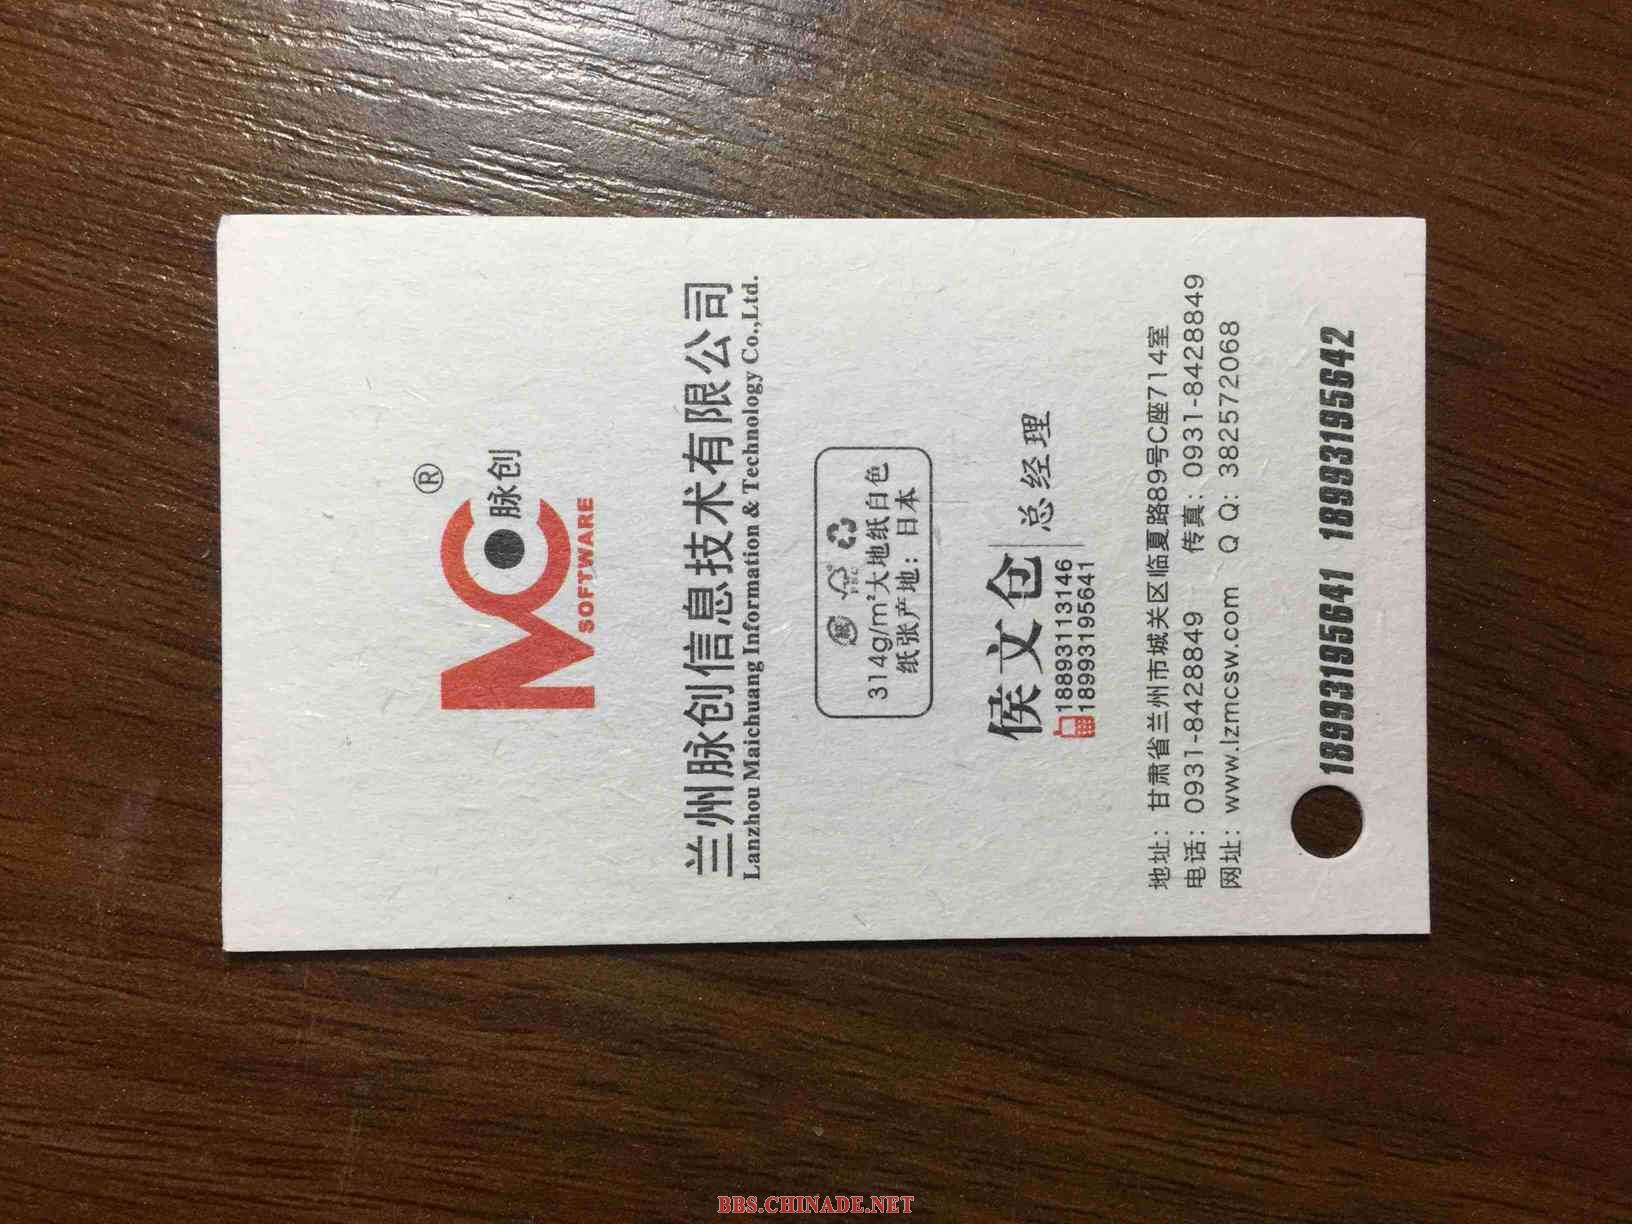 MC®
脉创
SOFTWARE
兰州脉创信息技术有限公司
Lanzhou Maichuang Information & Technology Co.,Ltd.
FSC
314g/m²大地纸白色
纸张产地：日本
侯文仓 总经理
18893113146
18993195641
地址：甘肃省兰州市城关区临夏路89号C座714室
电话：0931-8428849 传真：0931-8428849
网址：www.lzmcsw.com Q Q：382572068
18993195641 18993195642
BBS.CHINADE.NET